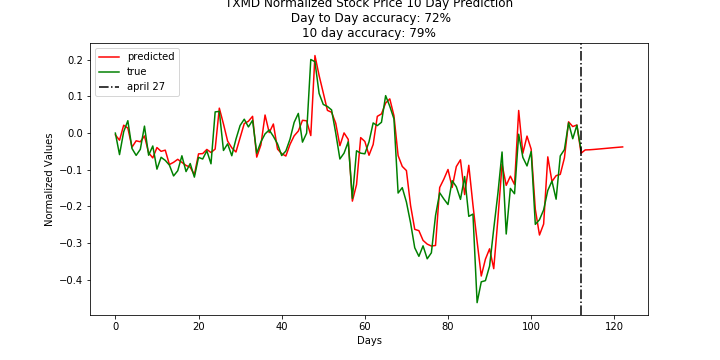 TXMD Normalized Stock Price 10 Day Prediction
Day to Day accuracy: 72%
10 day accuracy: 79%
predicted
true
april 27
Normalized Values
0.2
0.1
0.0
−0.1
−0.2
−0.3
−0.4
0
20
40
60
80
100
120
Days